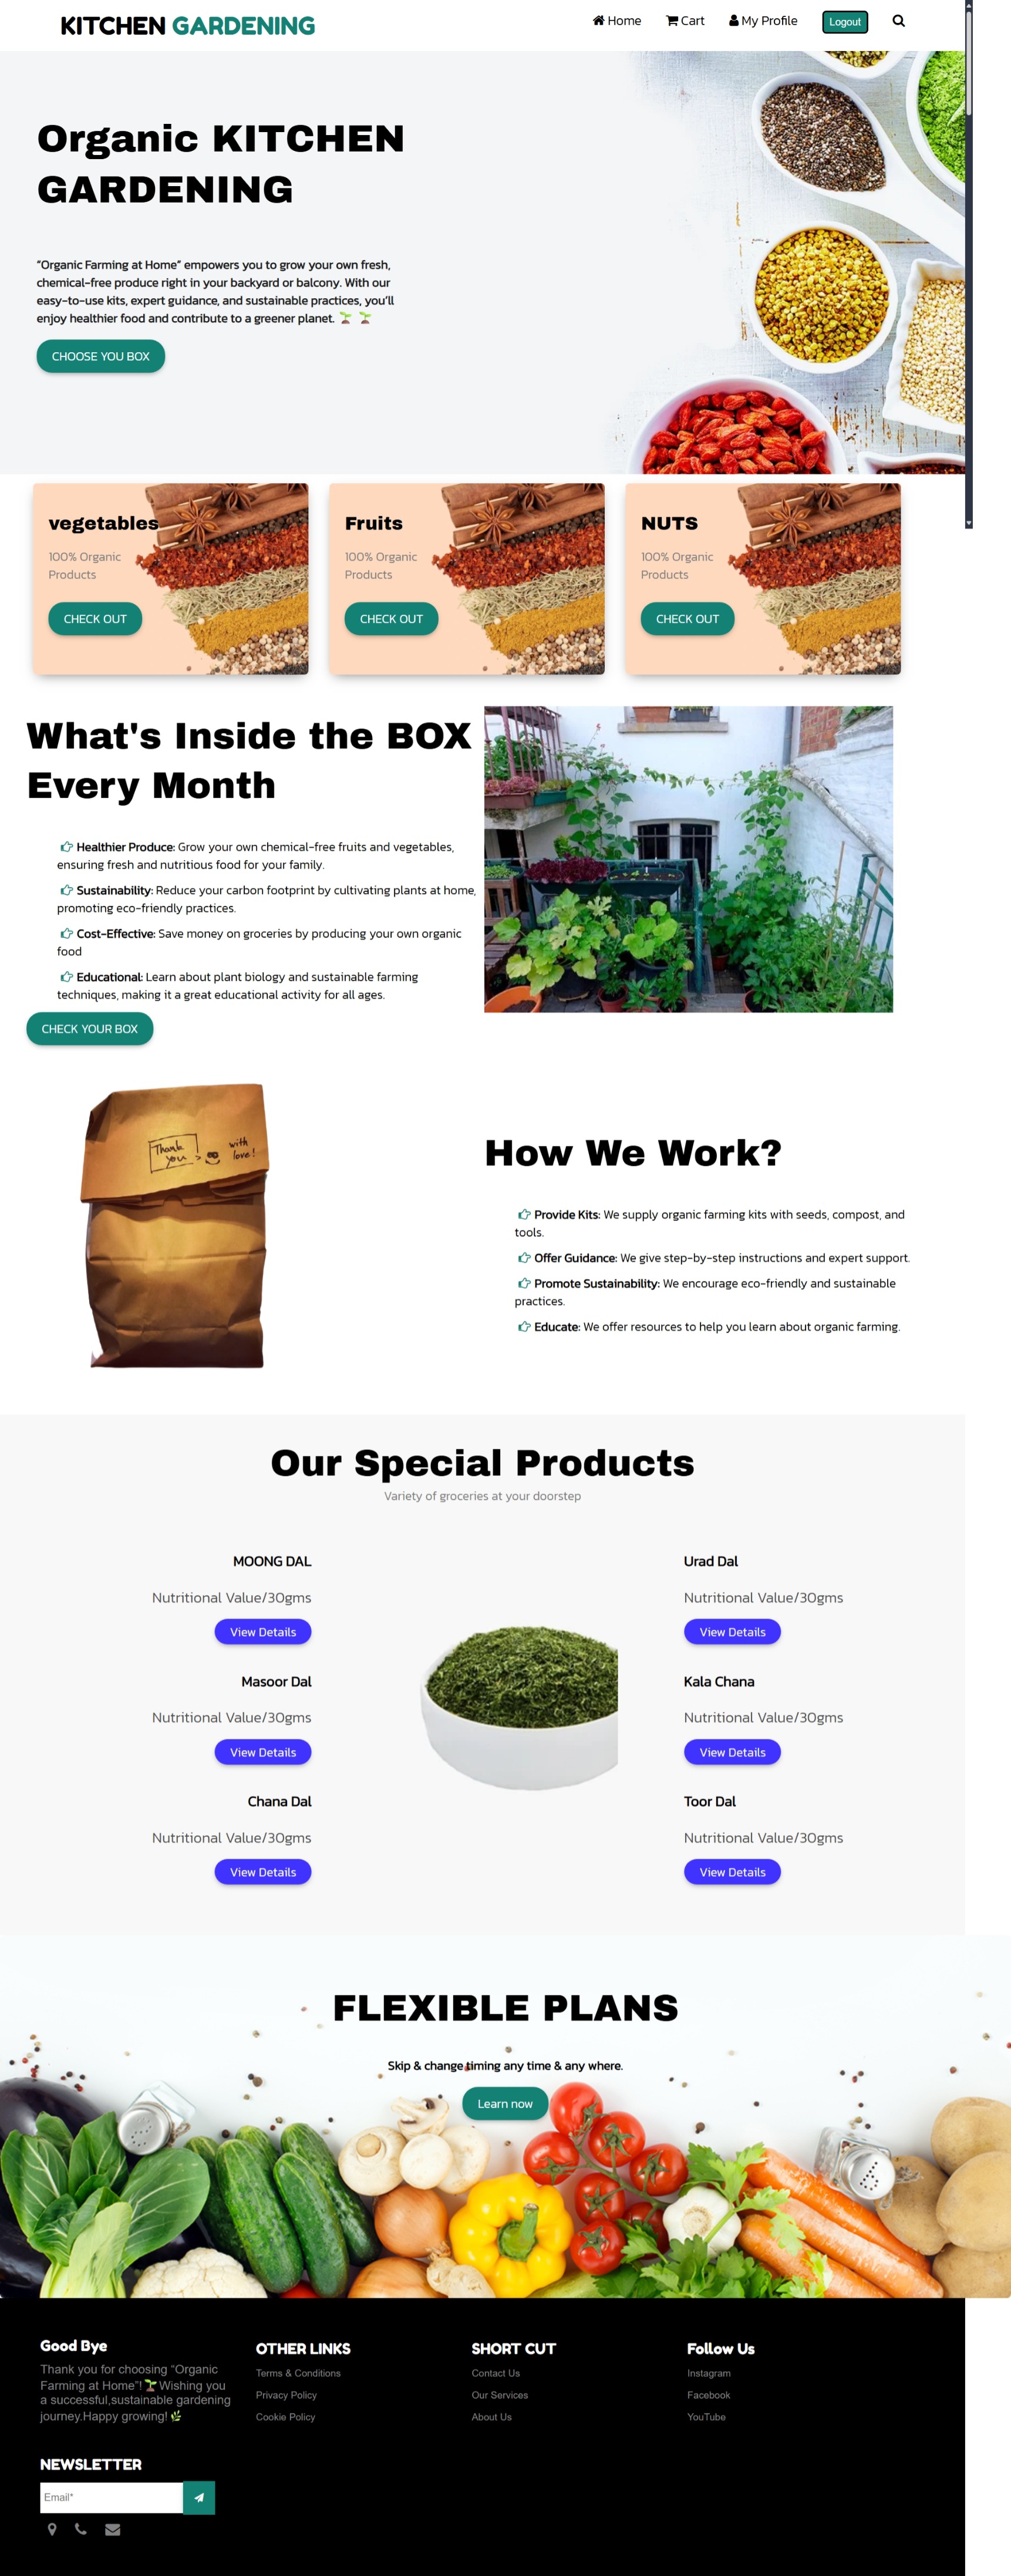 KITCHEN GARDENING
Home
Cart
My Profile
Logout
Organic KITCHEN
GARDENING
"Organic Farming at Home" empowers you to grow your own fresh,
chemical-free produce right in your backyard or balcony. With our
easy-to-use kits, expert guidance, and sustainable practices, you'll
enjoy healthier food and contribute to a greener planet. 🌱 🌱
CHOOSE YOU BOX
vegetables
100% Organic
Products
CHECK OUT
Fruits
100% Organic
Products
CHECK OUT
NUTS
100% Organic
Products
CHECK OUT
What's Inside the BOX
Every Month
Healthier Produce: Grow your own chemical-free fruits and vegetables,
ensuring fresh and nutritious food for your family.
Sustainability: Reduce your carbon footprint by cultivating plants at home,
promoting eco-friendly practices.
Cost-Effective: Save money on groceries by producing your own organic
food
Educational: Learn about plant biology and sustainable farming
techniques, making it a great educational activity for all ages.
CHECK YOUR BOX
Thank
you
with
love!
How We Work?
Provide Kits: We supply organic farming kits with seeds, compost, and
tools.
Offer Guidance: We give step-by-step instructions and expert support.
Promote Sustainability: We encourage eco-friendly and sustainable
practices.
Educate: We offer resources to help you learn about organic farming.
Our Special Products
Variety of groceries at your doorstep
MOONG DAL
Nutritional Value/30gms
View Details
Masoor Dal
Nutritional Value/30gms
View Details
Chana Dal
Nutritional Value/30gms
View Details
Urad Dal
Nutritional Value/30gms
View Details
Kala Chana
Nutritional Value/30gms
View Details
Toor Dal
Nutritional Value/30gms
View Details
FLEXIBLE PLANS
Skip & change timing any time & any where.
Learn now
Good Bye
Thank you for choosing "Organic
Farming at Home"!🌱Wishing you
a successful,sustainable gardening
journey.Happy growing!🌿
OTHER LINKS
Terms & Conditions
Privacy Policy
Cookie Policy
SHORT CUT
Contact Us
Our Services
About Us
Follow Us
Instagram
Facebook
YouTube
NEWSLETTER
Email*